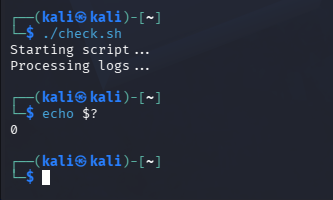 ┌──(kali㉿kali)-[~]
└─$ ./check.sh
Starting script...
Processing logs...
┌──(kali㉿kali)-[~]
└─$ echo $?
0
┌──(kali㉿kali)-[~]
└─$